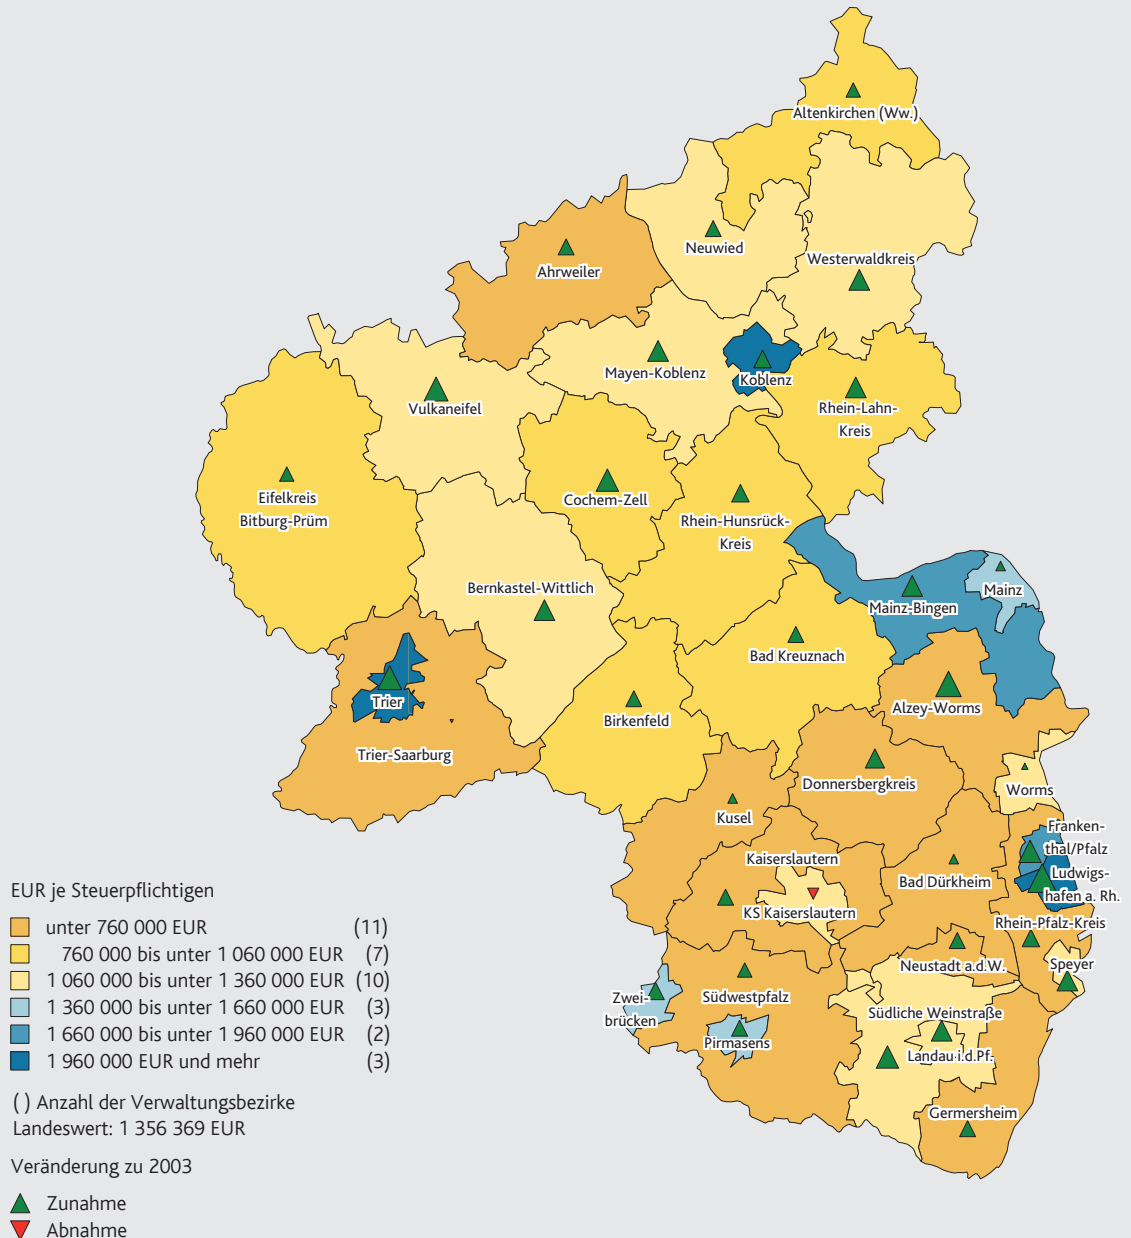 Altenkirchen (Ww.)
Neuwied
Westerwaldkreis
Ahrweiler
Mayen-Koblenz
Koblenz
Rhein-Lahn-
Kreis
Vulkaneifel
Eifelkreis
Bitburg-Prüm
Cochem-Zell
Rhein-Hunsrück-
Kreis
Bernkastel-Wittlich
Mainz
Mainz-Bingen
Bad Kreuznach
Trier
Trier-Saarburg
Birkenfeld
Alzey-Worms
Donnersbergkreis
Worms
Kusel
Franken-
thal/Pfalz
Kaiserslautern
Bad Dürkheim
Ludwigs-
hafen a. Rh.
KS Kaiserslautern
Rhein-Pfalz-Kreis
Neustadt a.d.W.
Speyer
Zwei-
brücken
Südwestpfalz
Südliche Weinstraße
Pirmasens
Landau i.d.Pf.
Germersheim
EUR je Steuerpflichtigen
unter 760 000 EUR (11)
760 000 bis unter 1 060 000 EUR (7)
1 060 000 bis unter 1 360 000 EUR (10)
1 360 000 bis unter 1 660 000 EUR (3)
1 660 000 bis unter 1 960 000 EUR (2)
1 960 000 EUR und mehr (3)
( ) Anzahl der Verwaltungsbezirke
Landeswert: 1 356 369 EUR
Veränderung zu 2003
Zunahme
Abnahme